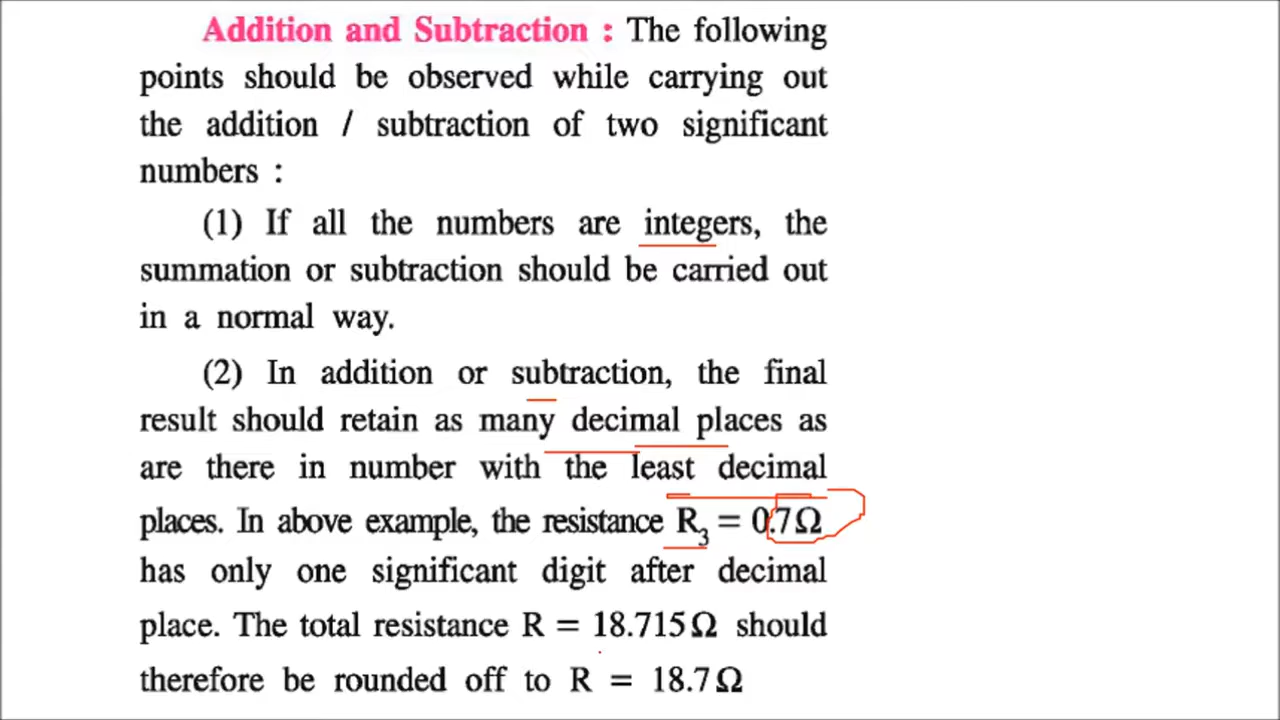 Addition and Subtraction : The following
points should be observed while carrying out
the addition / subtraction of two significant
numbers :
(1) If all the numbers are integers, the
summation or subtraction should be carried out
in a normal way.
(2) In addition or subtraction, the final
result should retain as many decimal places as
are there in number with the least decimal
places. In above example, the resistance R₃ = 0.7Ω
has only one significant digit after decimal
place. The total resistance R = 18.715Ω should
therefore be rounded off to R = 18.7Ω